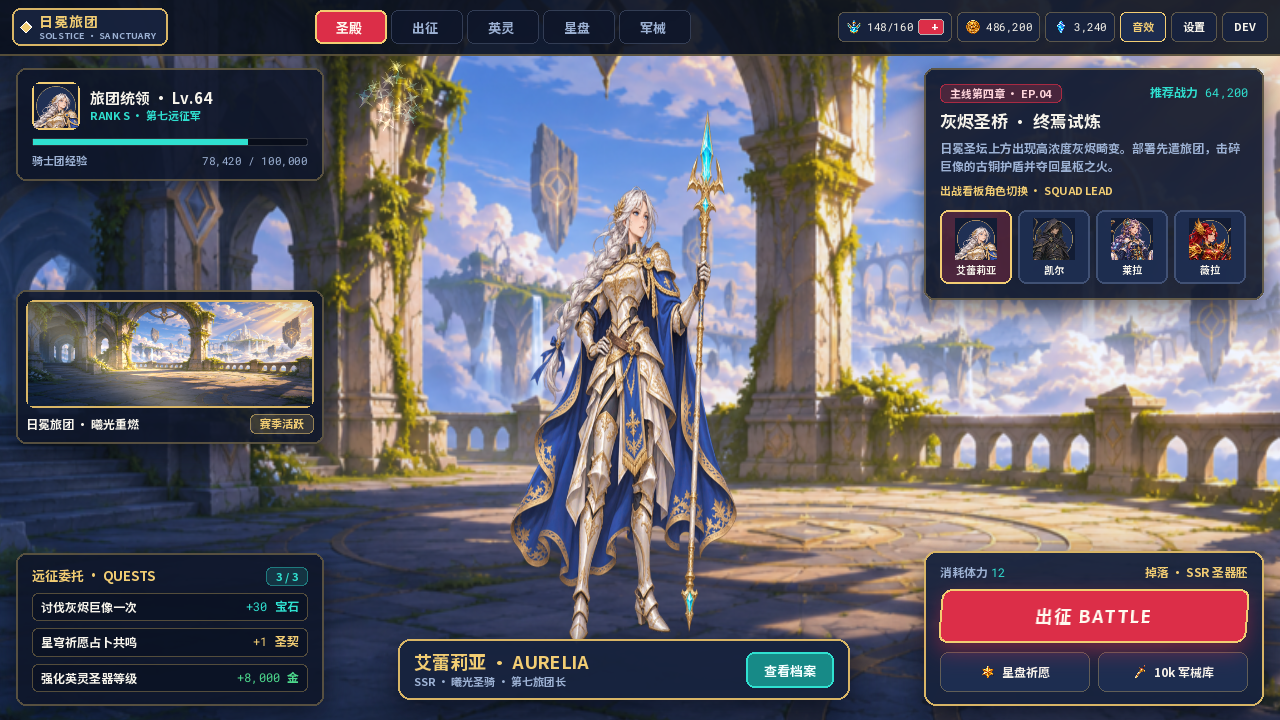 日冕旅团
SOLSTICE • SANCTUARY
圣殿
出征
英灵
星盘
军械
148/160 +
486,200
3,240
音效
设置
DEV
旅团统领 • Lv.64
RANK S • 第七远征军
骑士团经验 78,420 / 100,000
日冕旅团 • 曦光重燃 赛季活跃
远征委托 • QUESTS 3 / 3
讨伐灰烬巨像一次 +30 宝石
星穹祈愿占卜共鸣 +1 圣契
强化英灵圣器等级 +8,000 金
艾蕾莉亚 • AURELIA
SSR • 曦光圣骑 • 第七旅团长
查看档案
主线第四章 • EP.04 推荐战力 64,200
灰烬圣桥 • 终焉试炼
日冕圣坛上方出现高浓度灰烬畸变。部署先遣旅团，击碎
巨像的古铜护盾并夺回星枢之火。
出战看板角色切换 • SQUAD LEAD
艾蕾莉亚
凯尔
莱拉
薇拉
消耗体力 12 掉落 • SSR 圣器胚
出征 BATTLE
星盘祈愿
10k 军械库